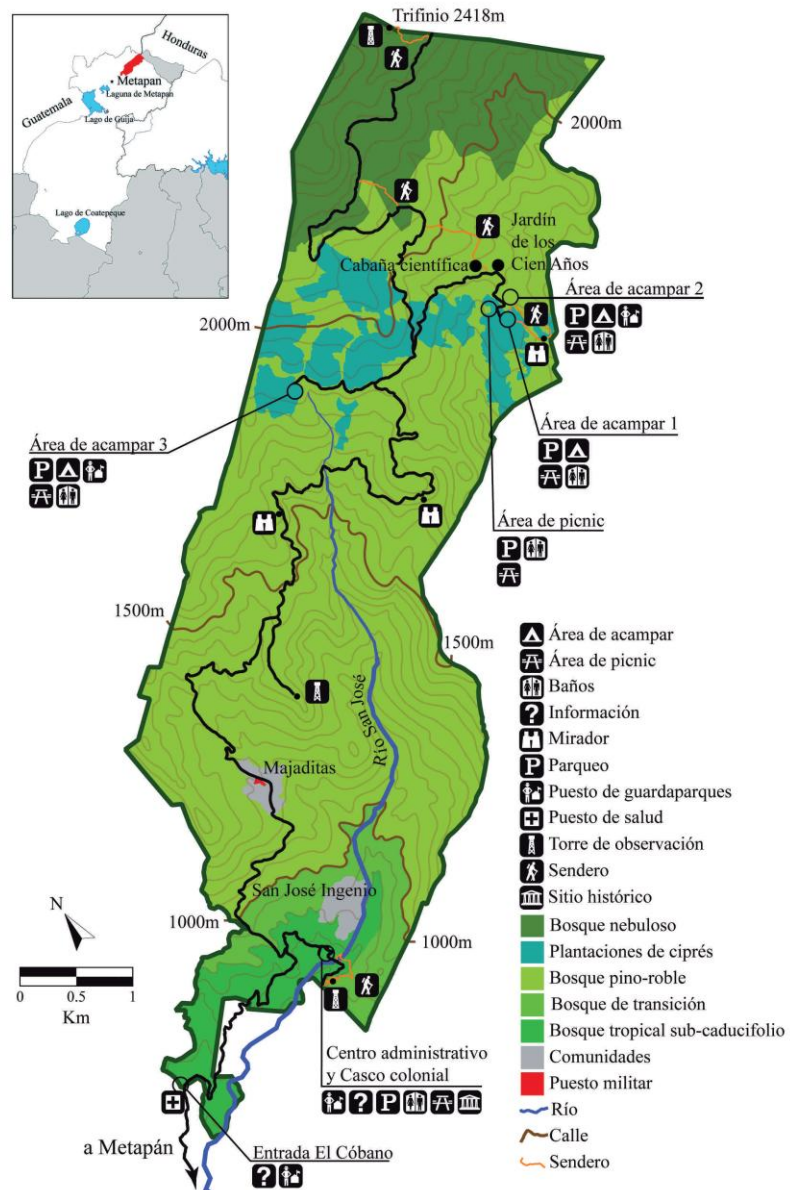 Trifinio 2418m
Honduras
Metapan
Laguna de Metapan
Guatemala
Lago de Guija
Lago de Coatepeque
2000m
Jardín
de los
Cien Años
Cabaña científica
Área de acampar 2
P
2000m
Área de acampar 1
P
Área de acampar 3
P
Área de picnic
P
1500m
1500m
Río San José
Majaditas
San José Ingenio
N
1000m
1000m
0 0.5 1
Km
Centro administrativo
y Casco colonial
? P
a Metapán
Entrada El Cóbano
?
Área de acampar
Área de picnic
Baños
? Información
Mirador
P Parqueo
Puesto de guardaparques
Puesto de salud
Torre de observación
Sendero
Sitio histórico
Bosque nebuloso
Plantaciones de ciprés
Bosque pino-roble
Bosque de transición
Bosque tropical sub-caducifolio
Comunidades
Puesto militar
Río
Calle
Sendero